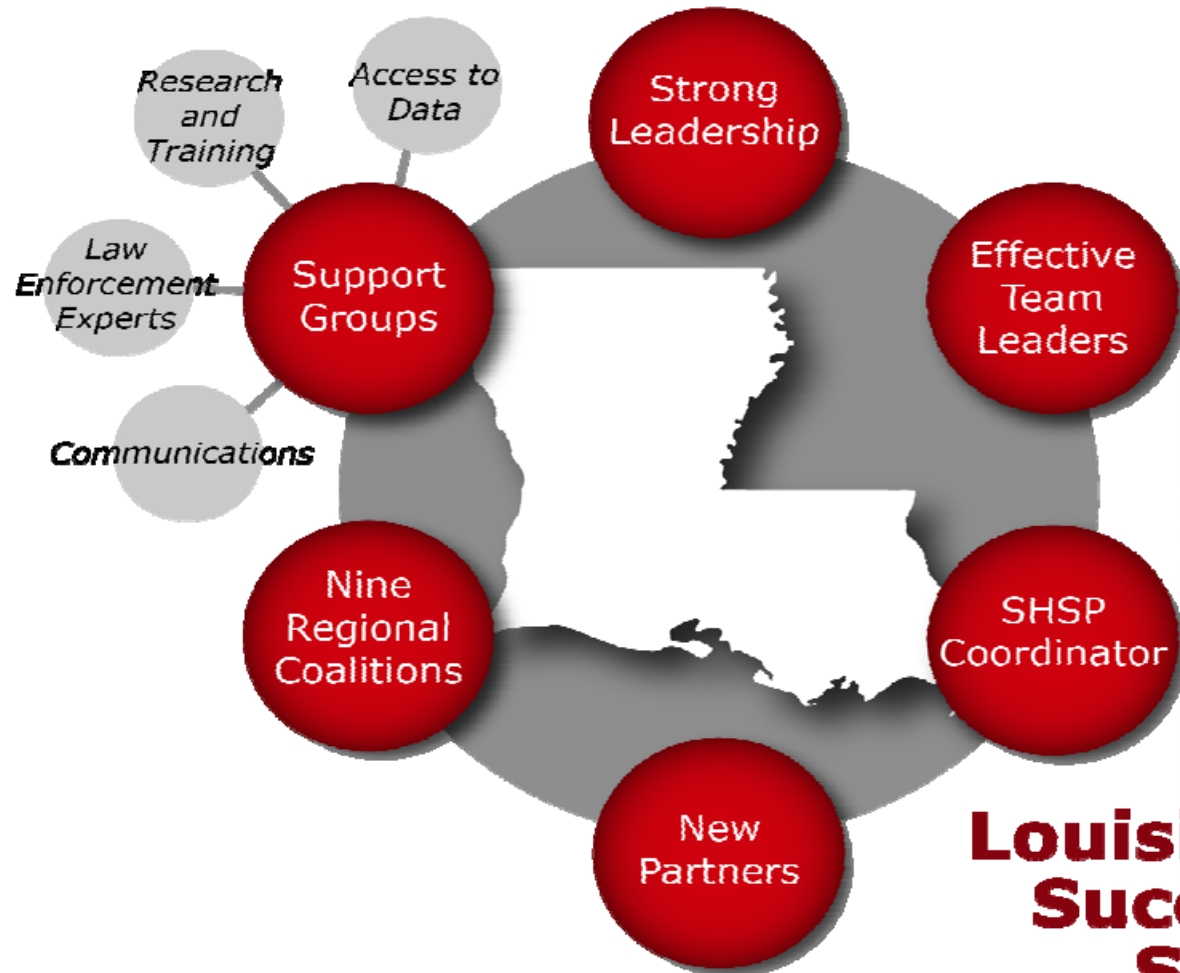 Research
and
Training
Access to
Data
Strong
Leadership
Law
Enforcement
Experts
Support
Groups
Effective
Team
Leaders
Communications
Nine
Regional
Coalitions
SHSP
Coordinator
New
Partners